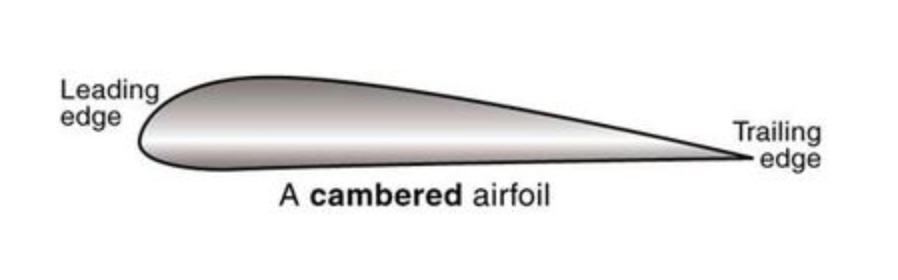 Leading
edge
Trailing
edge
A cambered airfoil